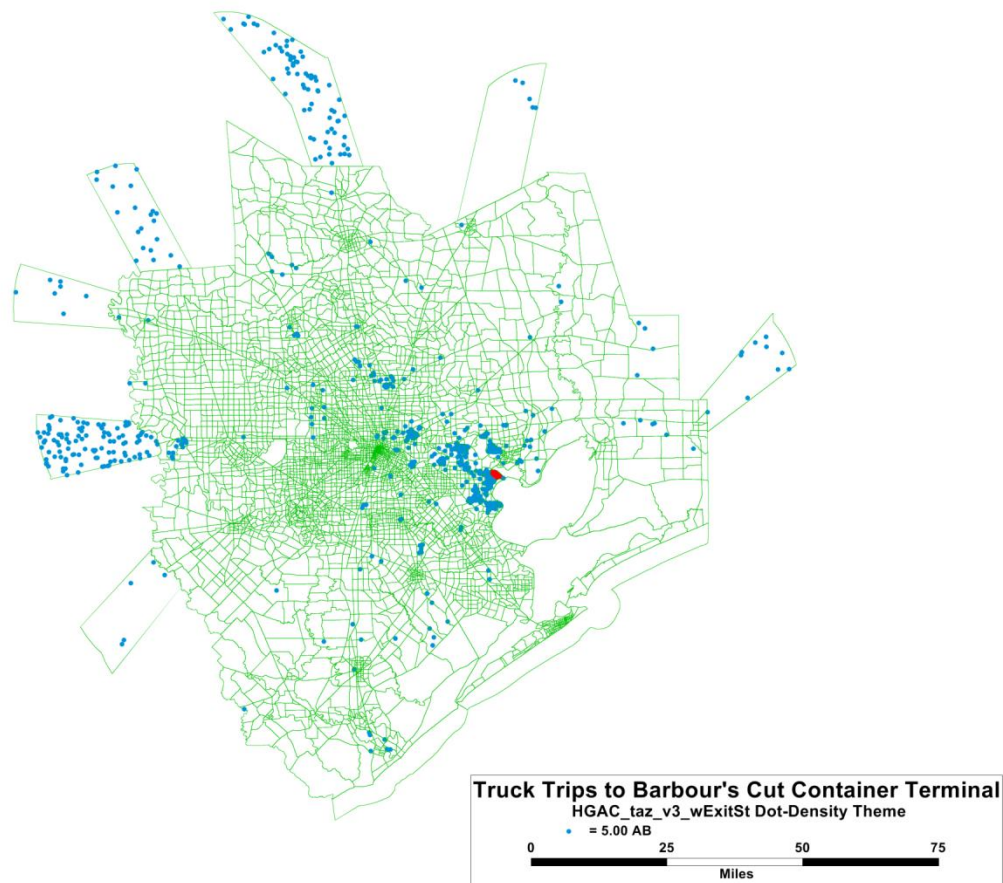 Truck Trips to Barbour's Cut Container Terminal
HGAC_taz_v3_wExitSt Dot-Density Theme
= 5.00 AB
0 25 50 75
Miles